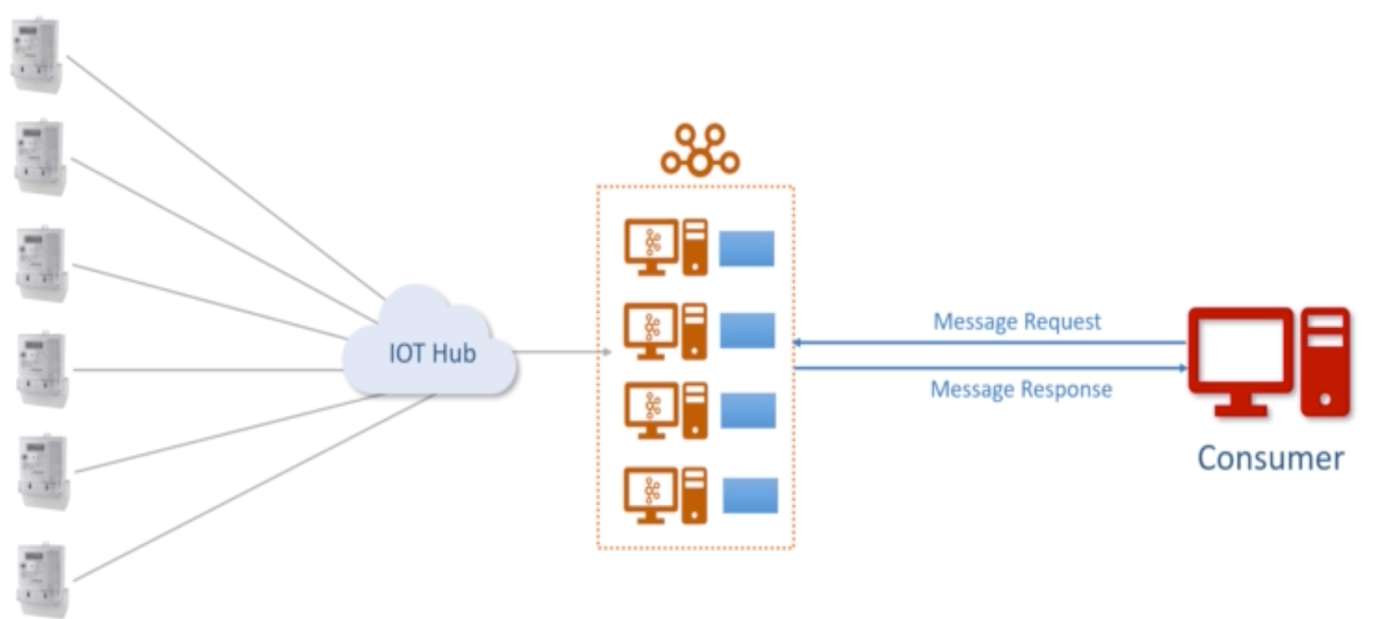 IOT Hub
Message Request
Message Response
Consumer